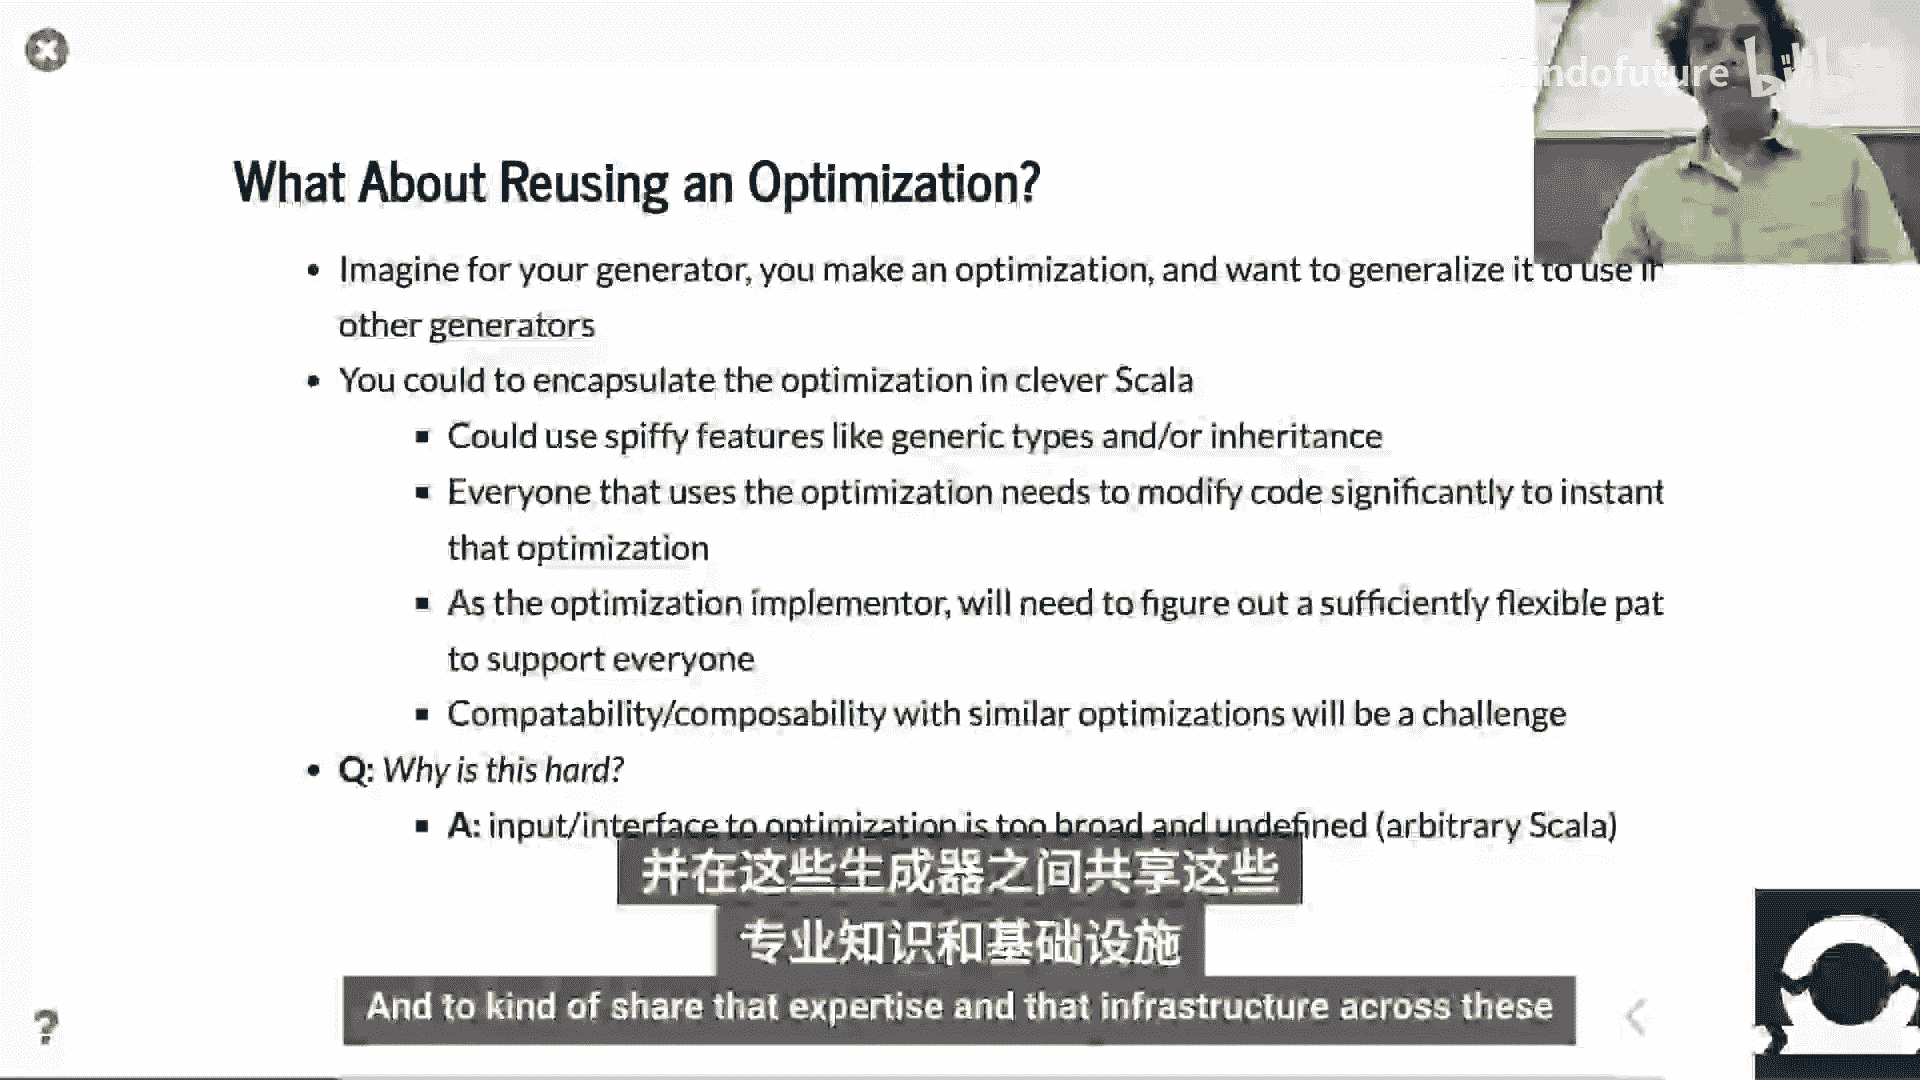 indofuture bilibili
What About Reusing an Optimization?
• Imagine for your generator, you make an optimization, and want to generalize it to use in
other generators
• You could to encapsulate the optimization in clever Scala
▪ Could use spiffy features like generic types and/or inheritance
▪ Everyone that uses the optimization needs to modify code significantly to instant
that optimization
▪ As the optimization implementor, will need to figure out a sufficiently flexible pat
to support everyone
▪ Compatability/composability with similar optimizations will be a challenge
• Q: Why is this hard?
▪ A: input/interface to optimization is too broad and undefined (arbitrary Scala)
并在这些生成器之间共享这些
专业知识和基础设施
And to kind of share that expertise and that infrastructure across these
?